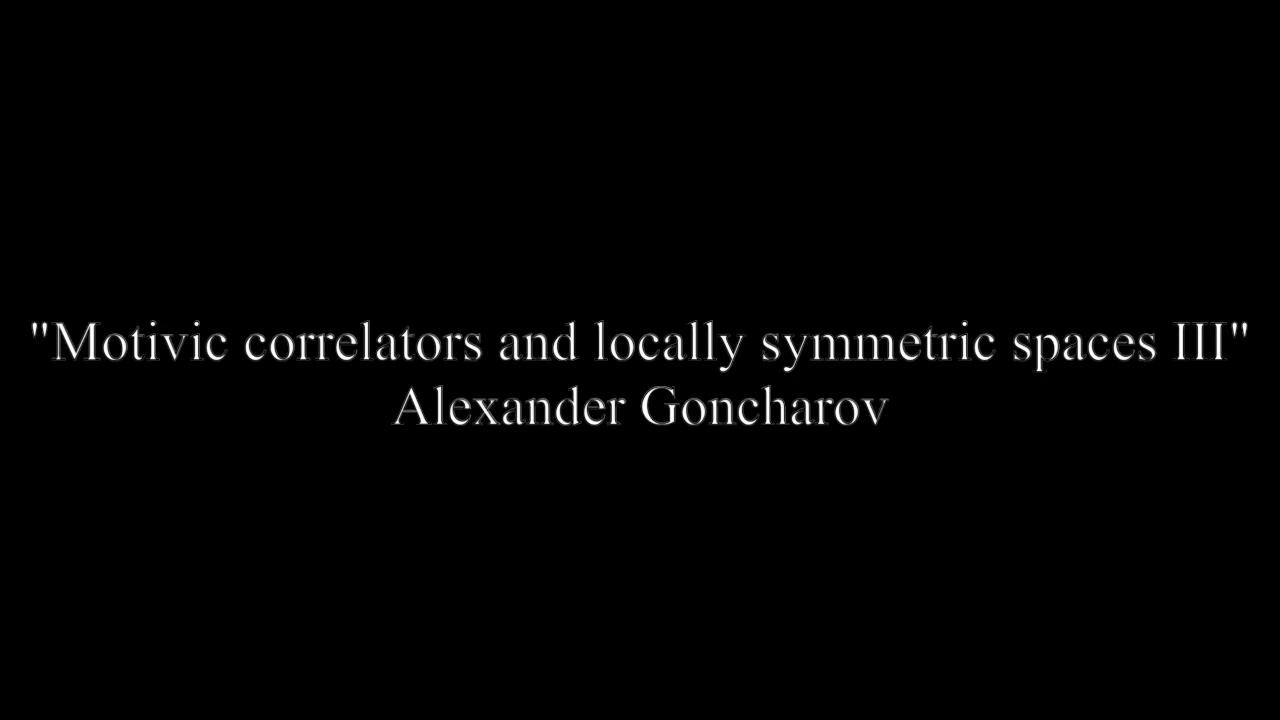 "Motivic correlators and locally symmetric spaces III"
Alexander Goncharov